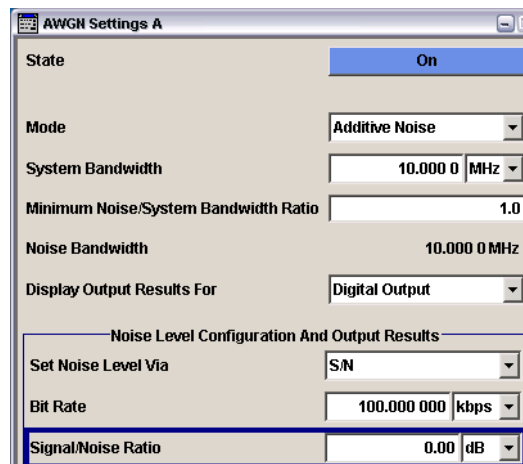 AWGN Settings A
State On
Mode Additive Noise
System Bandwidth 10.000 0 MHz
Minimum Noise/System Bandwidth Ratio 1.0
Noise Bandwidth 10.000 0 MHz
Display Output Results For Digital Output
Noise Level Configuration And Output Results
Set Noise Level Via S/N
Bit Rate 100.000 000 kbps
Signal/Noise Ratio 0.00 dB